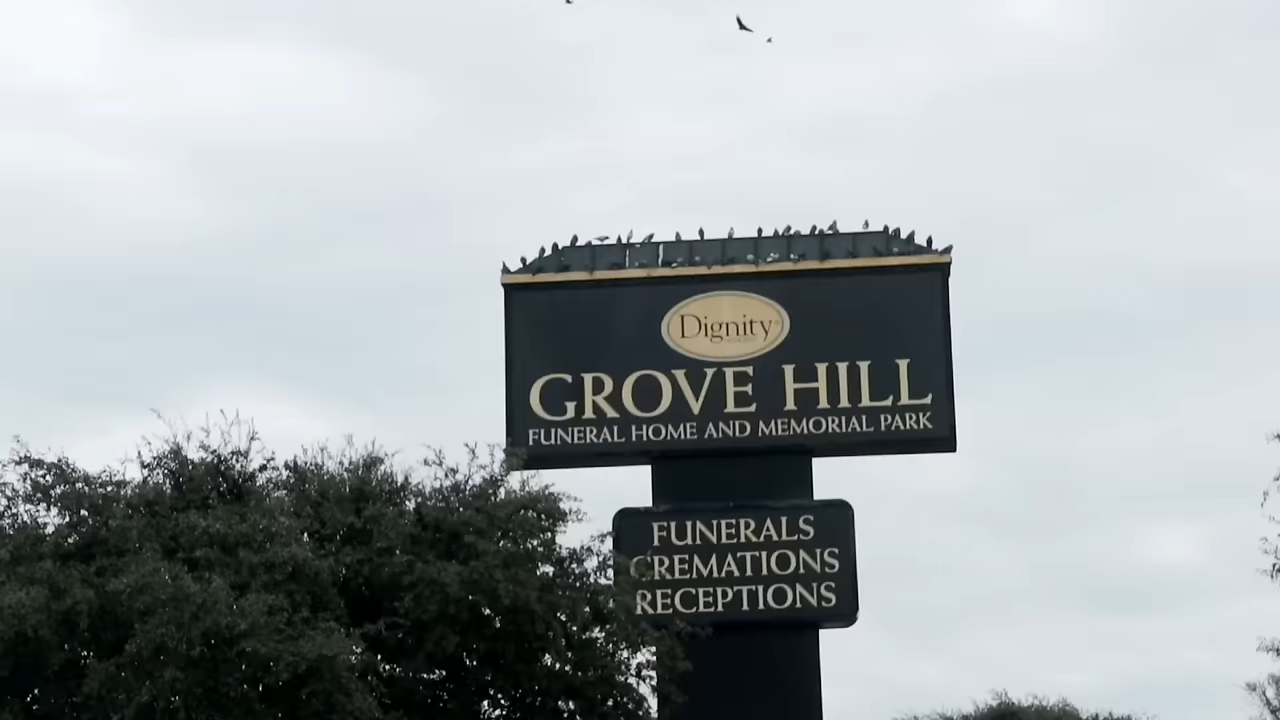 Dignity
GROVE HILL
FUNERAL HOME AND MEMORIAL PARK
FUNERALS
CREMATIONS
RECEPTIONS